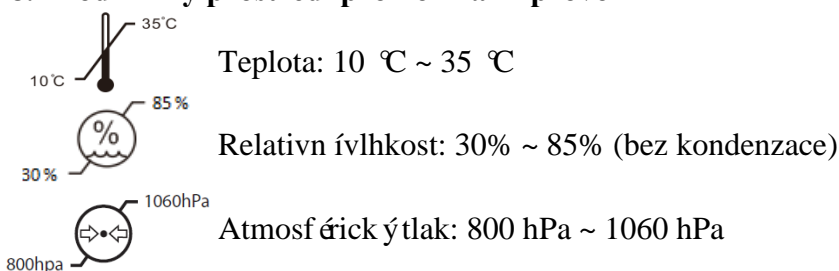 35℃
Teplota: 10 ℃ ~ 35 ℃
10℃
85%
%
Relativn ívlhkost: 30% ~ 85% (bez kondenzace)
30%
1060hPa
Atmosf érick ýtlak: 800 hPa ~ 1060 hPa
800hpa